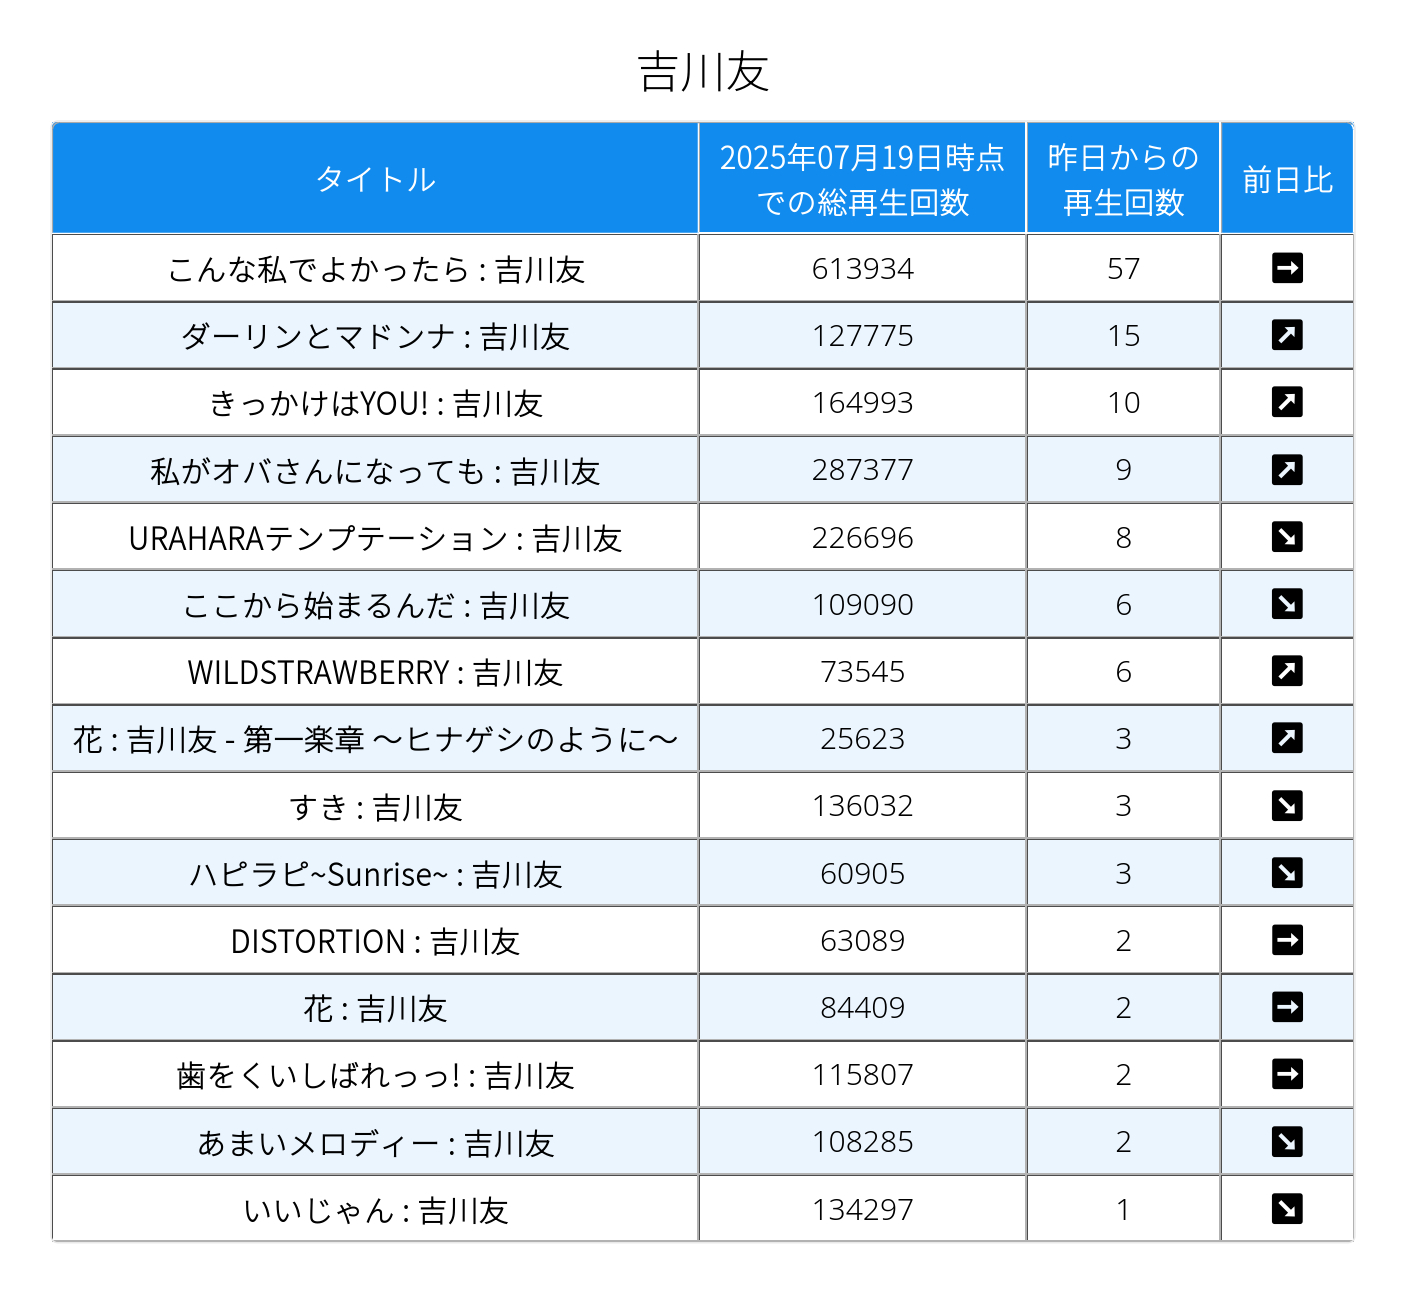 吉川友
タイトル
2025年07月19日時点
での総再生回数
昨日からの
再生回数
前日比
こんな私でよかったら : 吉川友 613934 57 ➡
ダーリンとマドンナ : 吉川友 127775 15 ↗
きっかけはYOU! : 吉川友 164993 10 ↗
私がオバさんになっても : 吉川友 287377 9 ↗
URAHARAテンプテーション : 吉川友 226696 8 ↘
ここから始まるんだ : 吉川友 109090 6 ↘
WILDSTRAWBERRY : 吉川友 73545 6 ↗
花 : 吉川友 - 第一楽章 〜ヒナゲシのように〜 25623 3 ↗
すき : 吉川友 136032 3 ↘
ハピラピ~Sunrise~ : 吉川友 60905 3 ↘
DISTORTION : 吉川友 63089 2 ➡
花 : 吉川友 84409 2 ➡
歯をくいしばれっっ! : 吉川友 115807 2 ➡
あまいメロディー : 吉川友 108285 2 ↘
いいじゃん : 吉川友 134297 1 ↘